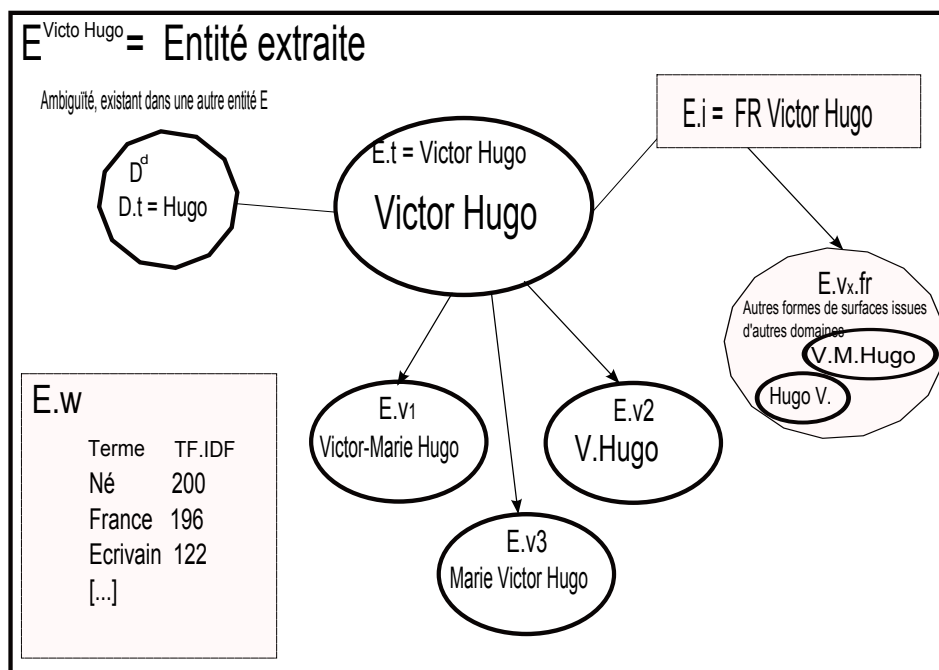 E Victo Hugo = Entité extraite
Ambiguïté, existant dans une autre entité E
D d
D.t = Hugo
E.t = Victor Hugo
Victor Hugo
E.i = FR Victor Hugo
E.vx.fr
Autres formes de surfaces issues
d'autres domaines
V.M.Hugo
Hugo V.
E.v1
Victor-Marie Hugo
E.v2
V.Hugo
E.v3
Marie Victor Hugo
E.w
Terme TF.IDF
Né 200
France 196
Ecrivain 122
[...]